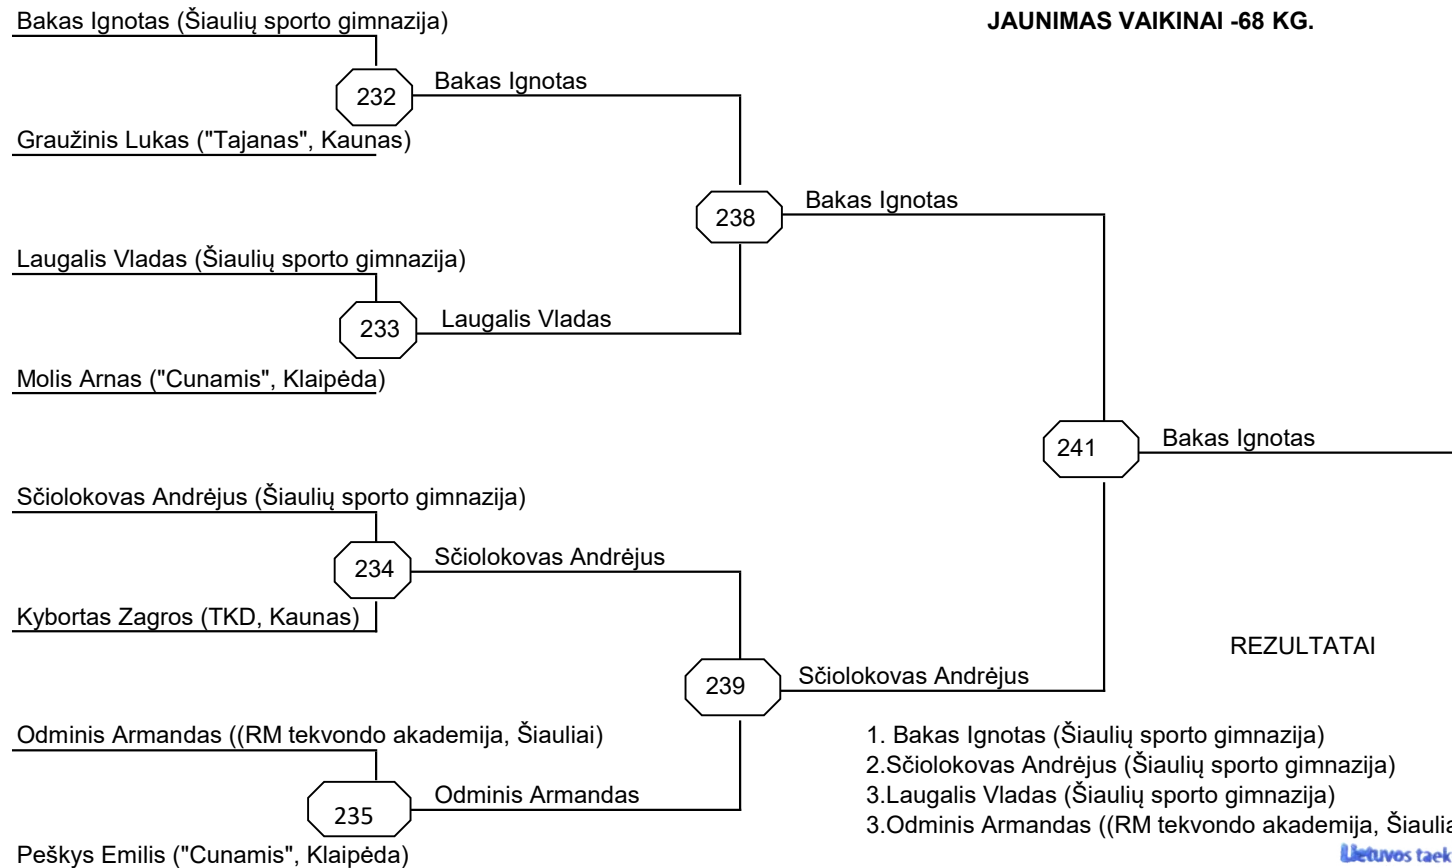 Bakas Ignotas (Šiaulių sporto gimnazija)
JAUNIMAS VAIKINAI -68 KG.
232
Bakas Ignotas
Graužinis Lukas ("Tajanas", Kaunas)
238
Bakas Ignotas
Laugalis Vladas (Šiaulių sporto gimnazija)
233
Laugalis Vladas
Molis Arnas ("Cunamis", Klaipėda)
241
Bakas Ignotas
Sčiolokovas Andrėjus (Šiaulių sporto gimnazija)
234
Sčiolokovas Andrėjus
Kybortas Zagros (TKD, Kaunas)
239
Sčiolokovas Andrėjus
Odminis Armandas ((RM tekvondo akademija, Šiauliai)
235
Odminis Armandas
Peškys Emilis ("Cunamis", Klaipėda)
REZULTATAI
1. Bakas Ignotas (Šiaulių sporto gimnazija)
2.Sčiolokovas Andrėjus (Šiaulių sporto gimnazija)
3.Laugalis Vladas (Šiaulių sporto gimnazija)
3.Odminis Armandas ((RM tekvondo akademija, Šiaulia
Lietuvos taek